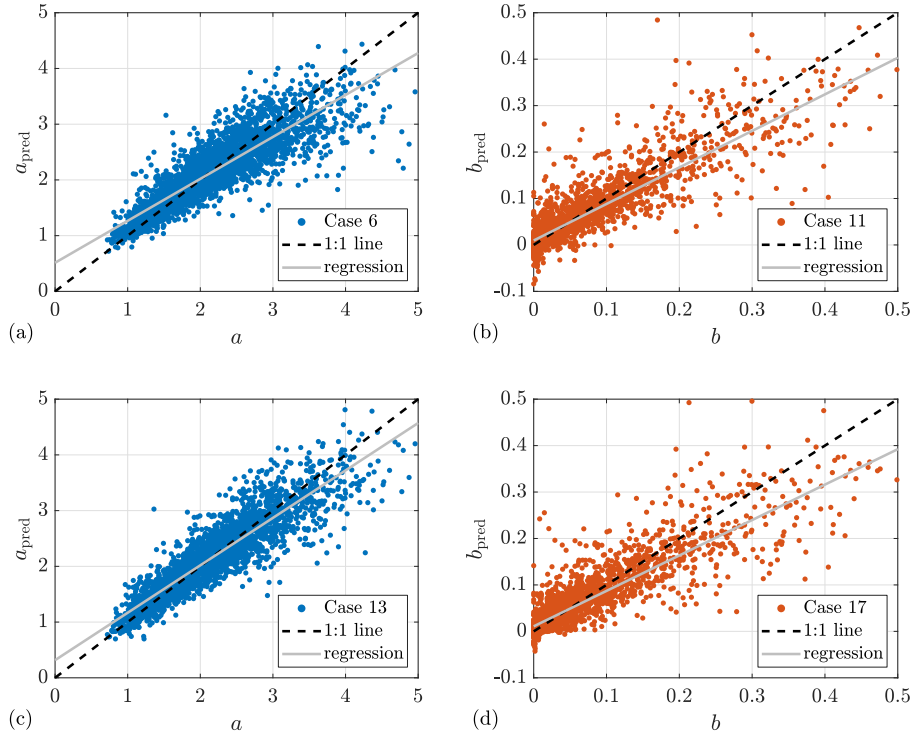 5
4
3
2
1
0
a_pred
Case 6
1:1 line
regression
0 1 2 3 4 5
(a)
a
0.5
0.4
0.3
0.2
0.1
0
-0.1
b_pred
Case 11
1:1 line
regression
0 0.1 0.2 0.3 0.4 0.5
(b)
b
5
4
3
2
1
0
a_pred
Case 13
1:1 line
regression
0 1 2 3 4 5
(c)
a
0.5
0.4
0.3
0.2
0.1
0
-0.1
b_pred
Case 17
1:1 line
regression
0 0.1 0.2 0.3 0.4 0.5
(d)
b